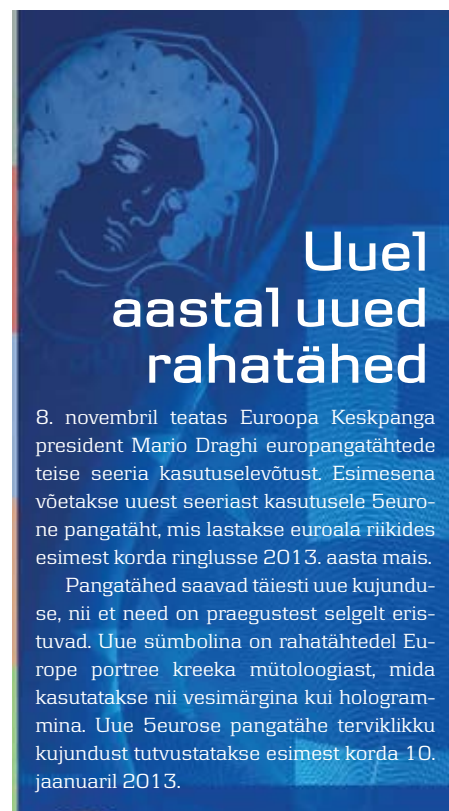 Uuel
aastal uued
rahatähed
8. novembril teatas Euroopa Keskpanga
president Mario Draghi europangatähtede
teise seeria kasutuselevõtust. Esimesena
võetakse uuest seeriast kasutusele 5euro-
ne pangatäht, mis lastakse euroala riikides
esimest korda ringlusse 2013. aasta mais.
Pangatähed saavad täiesti uue kujundu-
se, nii et need on praegustest selgelt eris-
tuvad. Uue sümbolina on rahatähtedel Eu-
rope portree kreeka mütoloogiast, mida
kasutatakse nii vesimärgina kui hologram-
mina. Uue 5eurose pangatähe terviklikku
kujundust tutvustatakse esimest korda 10.
jaanuaril 2013.